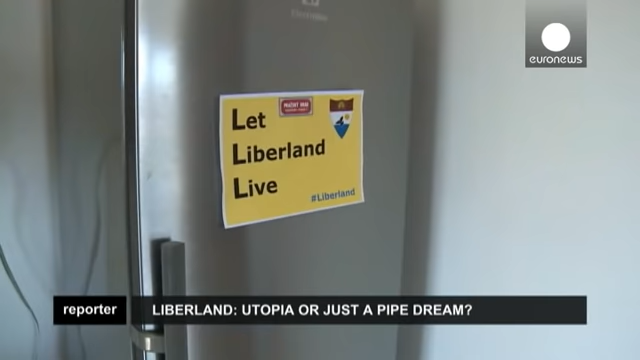 euronews
Let
Liberland
Live
#Liberland
reporter
LIBERLAND: UTOPIA OR JUST A PIPE DREAM?